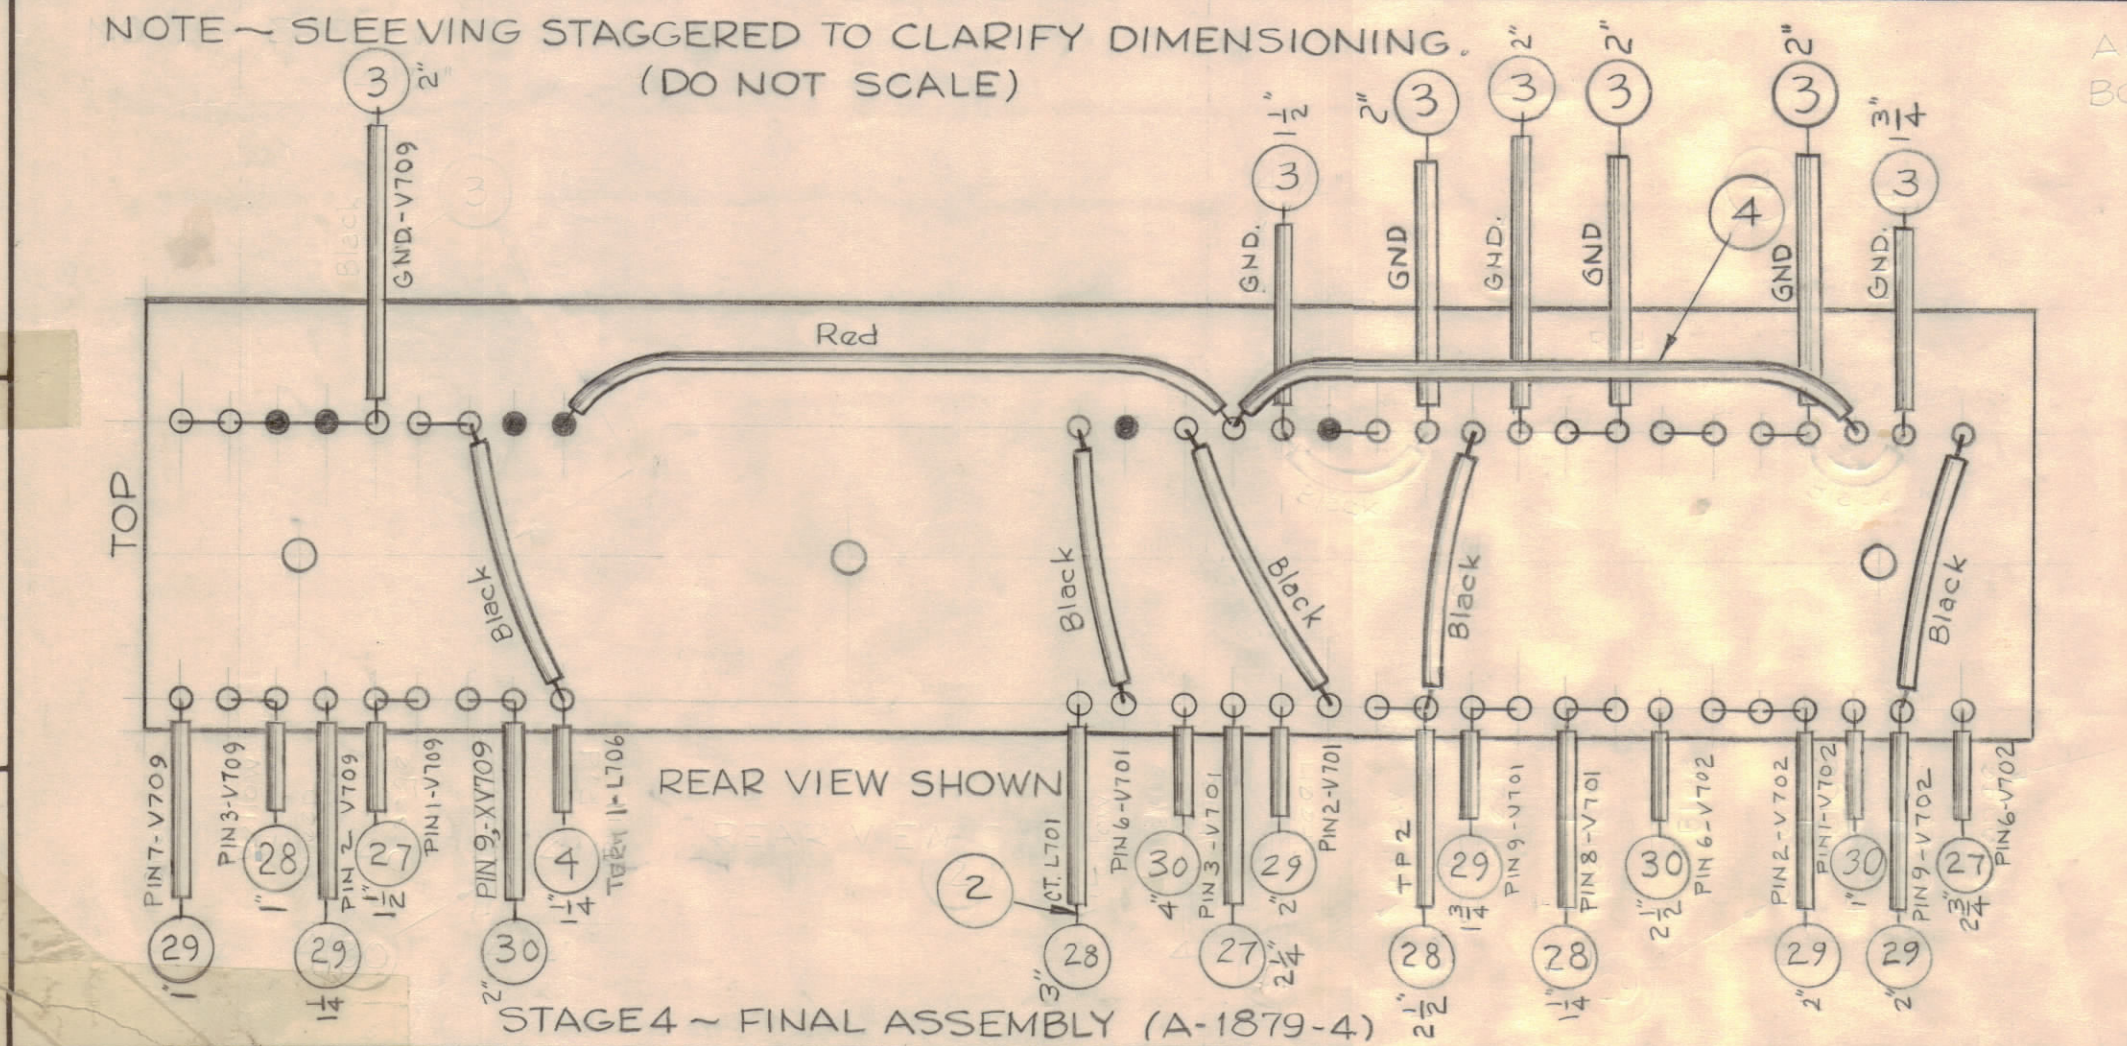 NOTE ~ SLEEVING STAGGERED TO CLARIFY DIMENSIONING.
(DO NOT SCALE)
3
2"
3
1 1/2"
3
2"
3
2"
3
2"
3
2"
3
1 3/4"
GND.-V709
3
Black
GND.
GND
GND.
GND
4
GND
GND.
Red
TOP
Black
Black
Black
Black
Black
REAR VIEW SHOWN
PIN7-V709
29
1"
PIN3-V709
28
1"
PIN 2 V709
29
1 1/4
PIN1-V709
27
1 1/2"
PIN 9,-XV709
30
2"
1-L706
4
1 1/4"
2
CT. L701
28
3"
PIN6-V701
30
4"
PIN3-V701
27
2 1/4"
29
2"
PIN2-V701
TP2
28
2 1/2"
29
1 3/4
PIN9-V701
PIN8-V701
28
1 1/4"
30
2 1/2"
PIN6-V702
PIN2-V702
29
2"
PIN1-V702
30
1"
PIN9-V702
29
2"
27
2 3/4"
PIN6-V702
STAGE 4 ~ FINAL ASSEMBLY (A-1879-4)